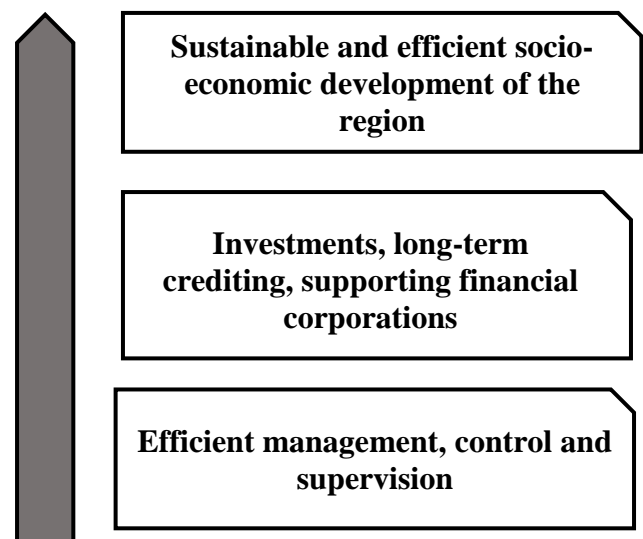 Sustainable and efficient socio-
economic development of the
region
Investments, long-term
crediting, supporting financial
corporations
Efficient management, control and
supervision